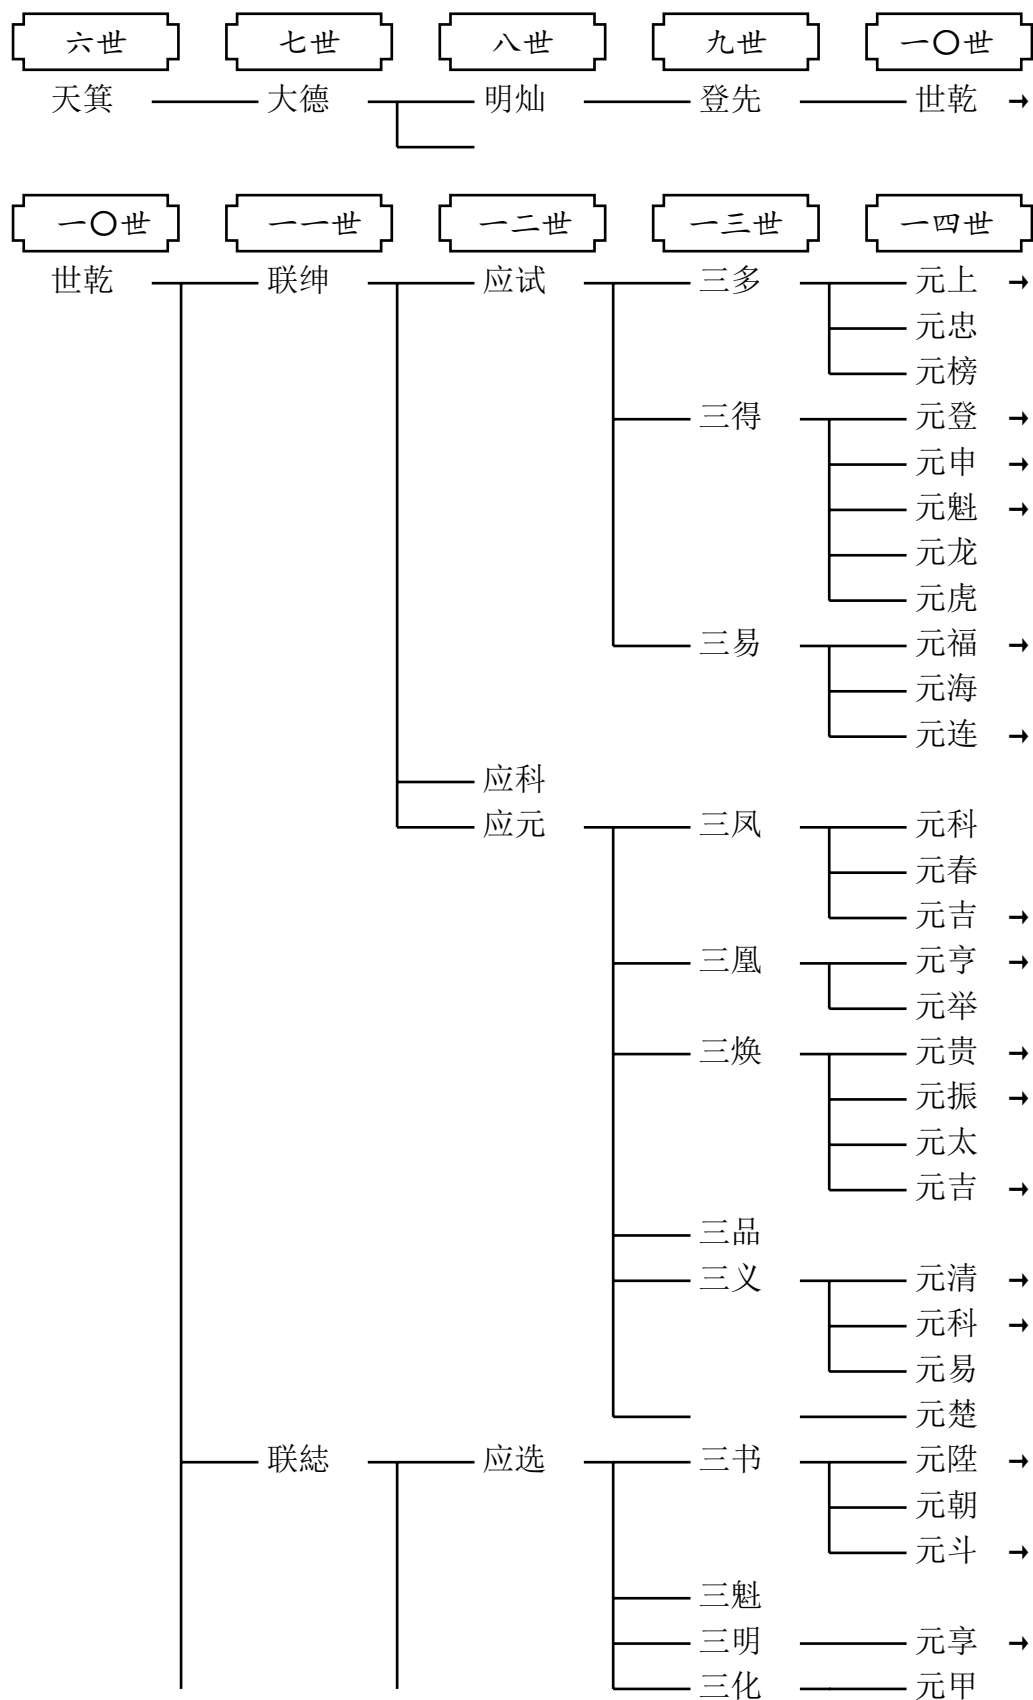 六世 七世 八世 九世 一〇世
天箕 大德 明灿 登先 世乾 →
一〇世 一一世 一二世 一三世 一四世
世乾 联绅 应试 三多 元上 →
元忠
元榜
三得 元登 →
元申 →
元魁 →
元龙
元虎
三易 元福 →
元海
元连 →
应科
应元 三凤 元科
元春
元吉 →
三凰 元亨 →
元举
三焕 元贵 →
元振 →
元太
元吉 →
三品
三义 元清 →
元科 →
元易
元楚
联誌 应选 三书 元陞 →
元朝
元斗 →
三魁
三明 元享 →
三化 元甲